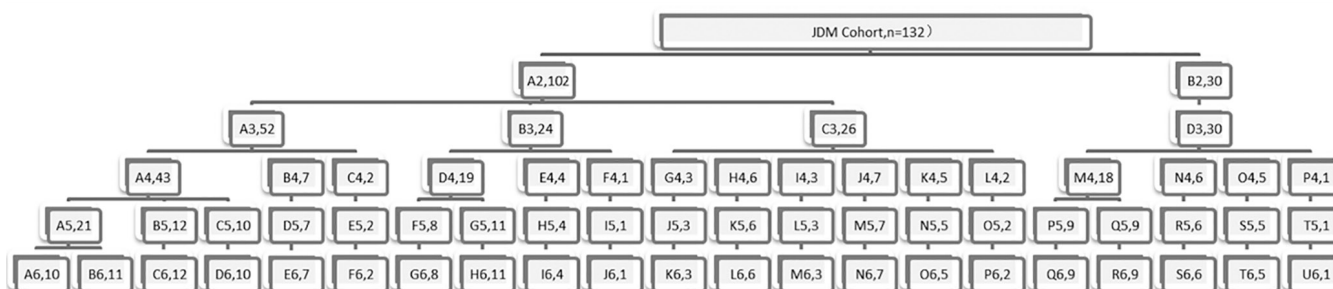 JDM Cohort,n=132）
A2,102
B2,30
A3,52
B3,24
C3,26
D3,30
A4,43
B4,7
C4,2
D4,19
E4,4
F4,1
G4,3
H4,6
I4,3
J4,7
K4,5
L4,2
M4,18
N4,6
O4,5
P4,1
A5,21
B5,12
C5,10
D5,7
E5,2
F5,8
G5,11
H5,4
I5,1
J5,3
K5,6
L5,3
M5,7
N5,5
O5,2
P5,9
Q5,9
R5,6
S5,5
T5,1
A6,10
B6,11
C6,12
D6,10
E6,7
F6,2
G6,8
H6,11
I6,4
J6,1
K6,3
L6,6
M6,3
N6,7
O6,5
P6,2
Q6,9
R6,9
S6,6
T6,5
U6,1